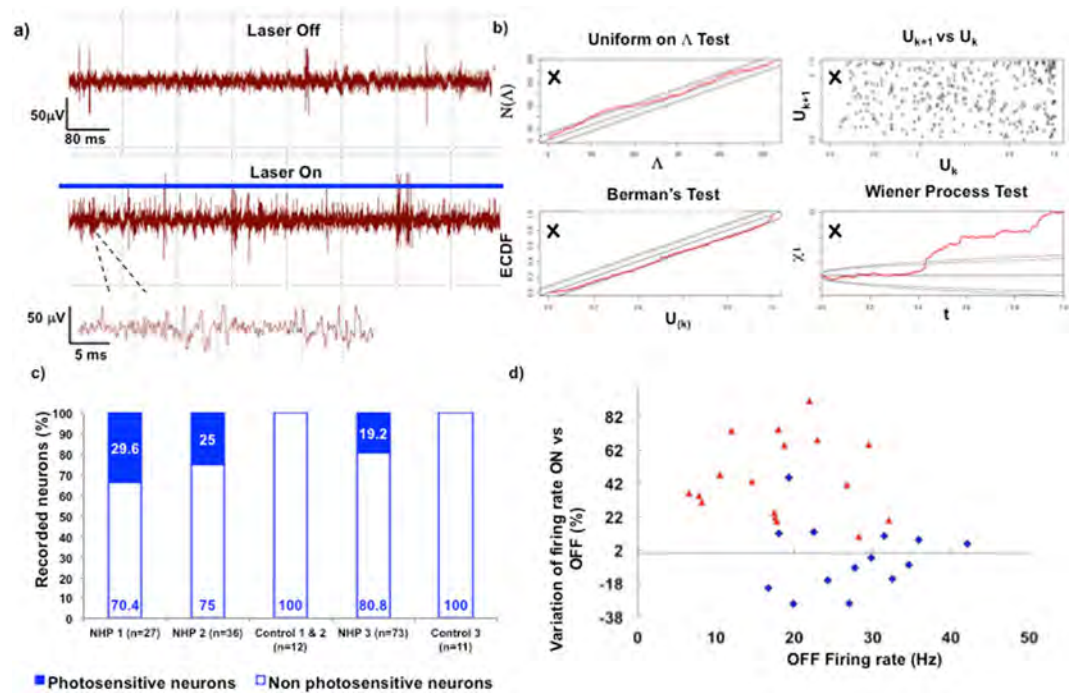 a)
Laser Off
50μV
80 ms
Laser On
50 μV
5 ms
b)
Uniform on Λ Test
X
N(Λ)
Λ
U k+1 vs U k
X
U k+1
U k
Berman's Test
X
ECDF
U (k)
Wiener Process Test
X
t
c)
Recorded neurons (%)
100
90
80
70
60
50
40
30
20
10
0
29.6
70.4
25
75
100
19.2
80.8
100
NHP 1 (n=27)
NHP 2 (n=36)
Control 1 & 2
(n=12)
NHP 3 (n=73)
Control 3
(n=11)
Photosensitive neurons
Non photosensitive neurons
d)
Variation of firing rate ON vs
OFF (%)
82
62
42
22
2
-18
-38
0
10
20
30
40
50
OFF Firing rate (Hz)